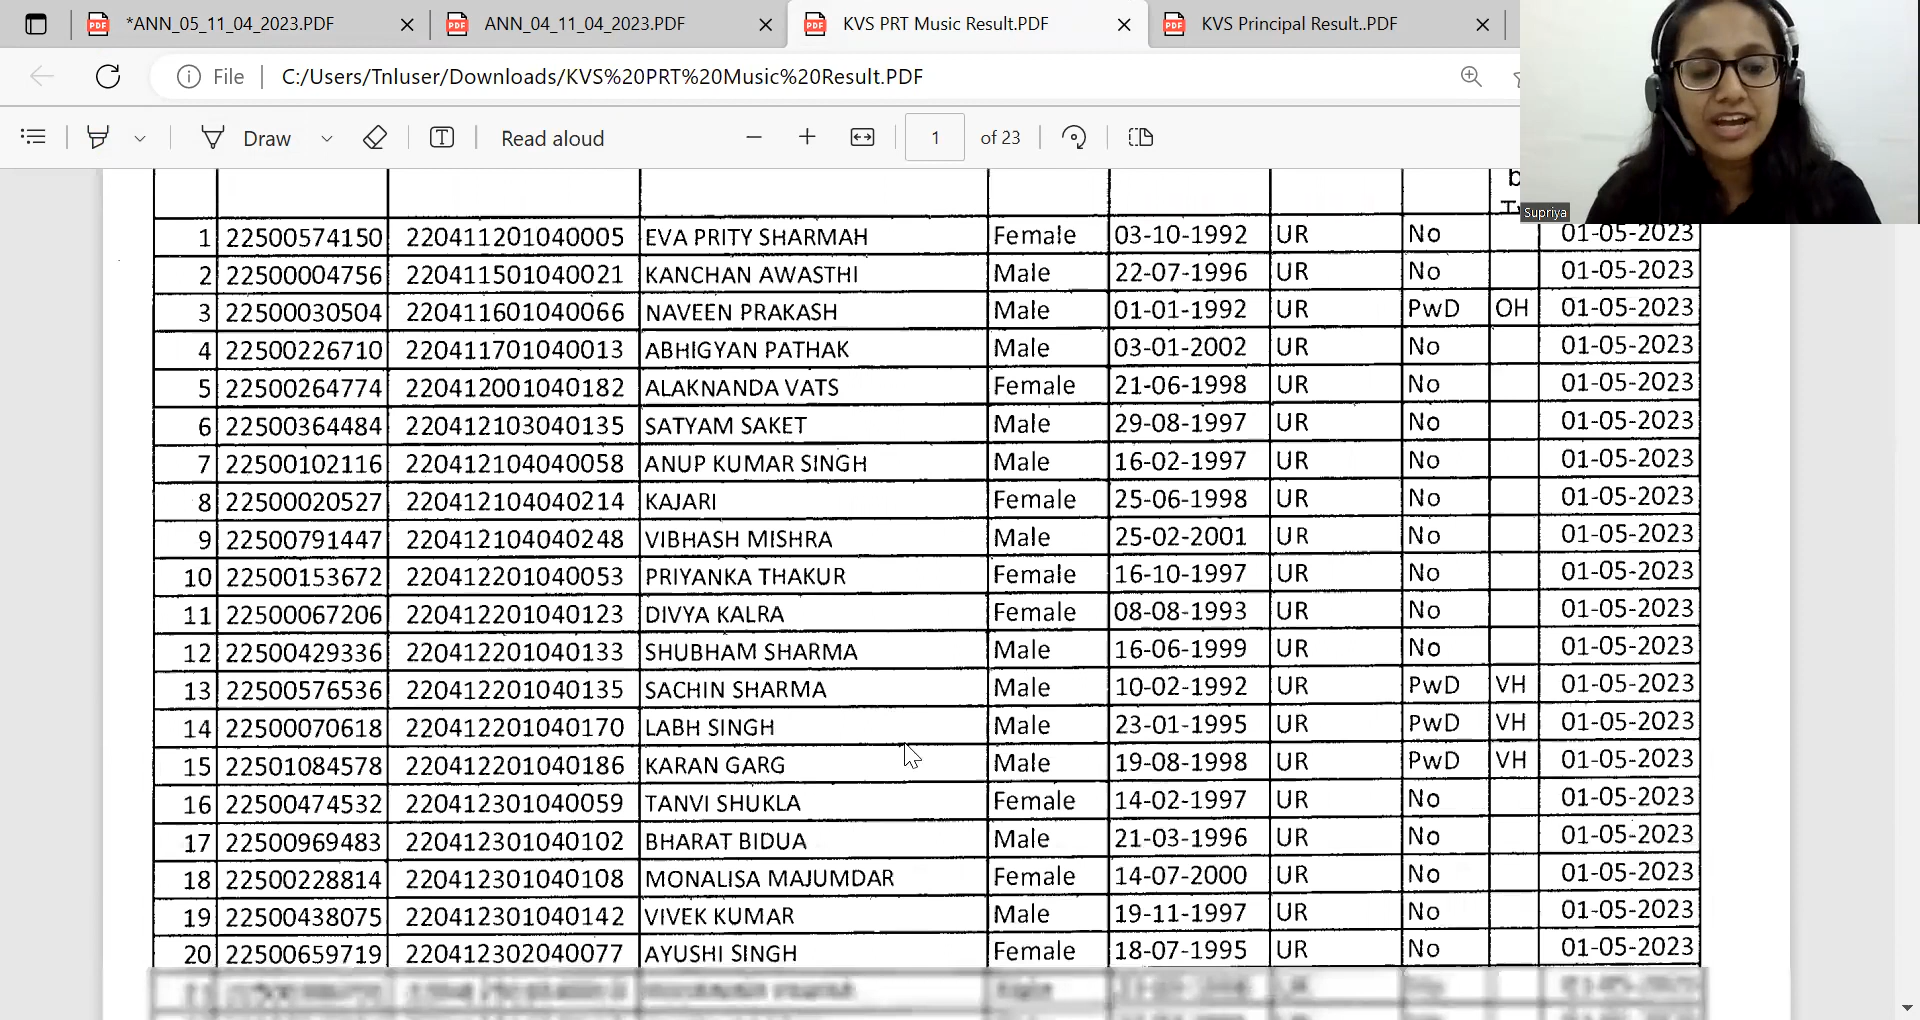 *ANN_05_11_04_2023.PDF ANN_04_11_04_2023.PDF KVS PRT Music Result.PDF KVS Principal Result..PDF
File C:/Users/Tnluser/Downloads/KVS%20PRT%20Music%20Result.PDF
Draw Read aloud 1 of 23
Supriya
1 22500574150 220411201040005 EVA PRITY SHARMAH Female 03-10-1992 UR No 01-05-2023
2 22500004756 220411501040021 KANCHAN AWASTHI Male 22-07-1996 UR No 01-05-2023
3 22500030504 220411601040066 NAVEEN PRAKASH Male 01-01-1992 UR PwD OH 01-05-2023
4 22500226710 220411701040013 ABHIGYAN PATHAK Male 03-01-2002 UR No 01-05-2023
5 22500264774 220412001040182 ALAKNANDA VATS Female 21-06-1998 UR No 01-05-2023
6 22500364484 220412103040135 SATYAM SAKET Male 29-08-1997 UR No 01-05-2023
7 22500102116 220412104040058 ANUP KUMAR SINGH Male 16-02-1997 UR No 01-05-2023
8 22500020527 220412104040214 KAJARI Female 25-06-1998 UR No 01-05-2023
9 22500791447 220412104040248 VIBHASH MISHRA Male 25-02-2001 UR No 01-05-2023
10 22500153672 220412201040053 PRIYANKA THAKUR Female 16-10-1997 UR No 01-05-2023
11 22500067206 220412201040123 DIVYA KALRA Female 08-08-1993 UR No 01-05-2023
12 22500429336 220412201040133 SHUBHAM SHARMA Male 16-06-1999 UR No 01-05-2023
13 22500576536 220412201040135 SACHIN SHARMA Male 10-02-1992 UR PwD VH 01-05-2023
14 22500070618 220412201040170 LABH SINGH Male 23-01-1995 UR PwD VH 01-05-2023
15 22501084578 220412201040186 KARAN GARG Male 19-08-1998 UR PwD VH 01-05-2023
16 22500474532 220412301040059 TANVI SHUKLA Female 14-02-1997 UR No 01-05-2023
17 22500969483 220412301040102 BHARAT BIDUA Male 21-03-1996 UR No 01-05-2023
18 22500228814 220412301040108 MONALISA MAJUMDAR Female 14-07-2000 UR No 01-05-2023
19 22500438075 220412301040142 VIVEK KUMAR Male 19-11-1997 UR No 01-05-2023
20 22500659719 220412302040077 AYUSHI SINGH Female 18-07-1995 UR No 01-05-2023